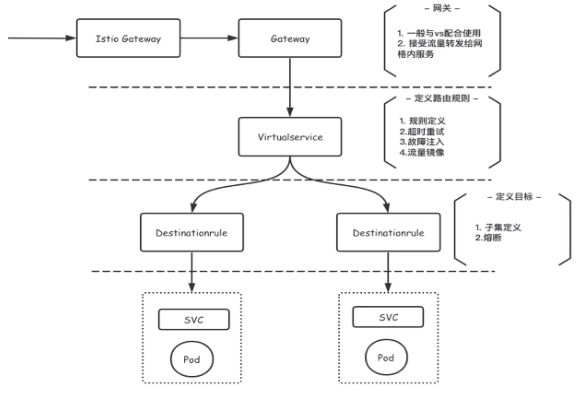 Istio Gateway
Gateway
– 网关 –
1. 一般与vs配合使用
2. 接受流量转发给网
格内服务
Virtualservice
– 定义路由规则 –
1. 规则定义
2.超时重试
3.故障注入
4.流量镜像
Destinationrule
Destinationrule
– 定义目标 –
1. 子集定义
2.熔断
SVC
SVC
Pod
Pod